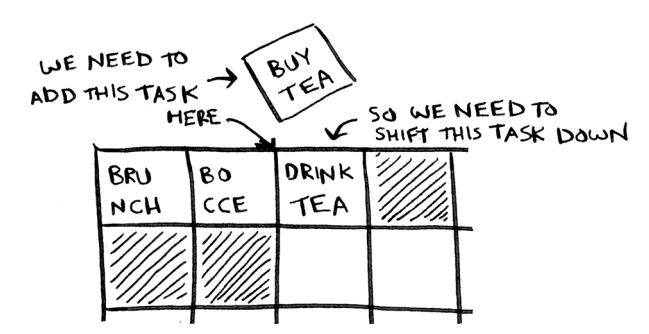 WE NEED TO
ADD THIS TASK
HERE
BUY
TEA
SO WE NEED TO
SHIFT THIS TASK DOWN
BRU
NCH
BO
CCE
DRINK
TEA